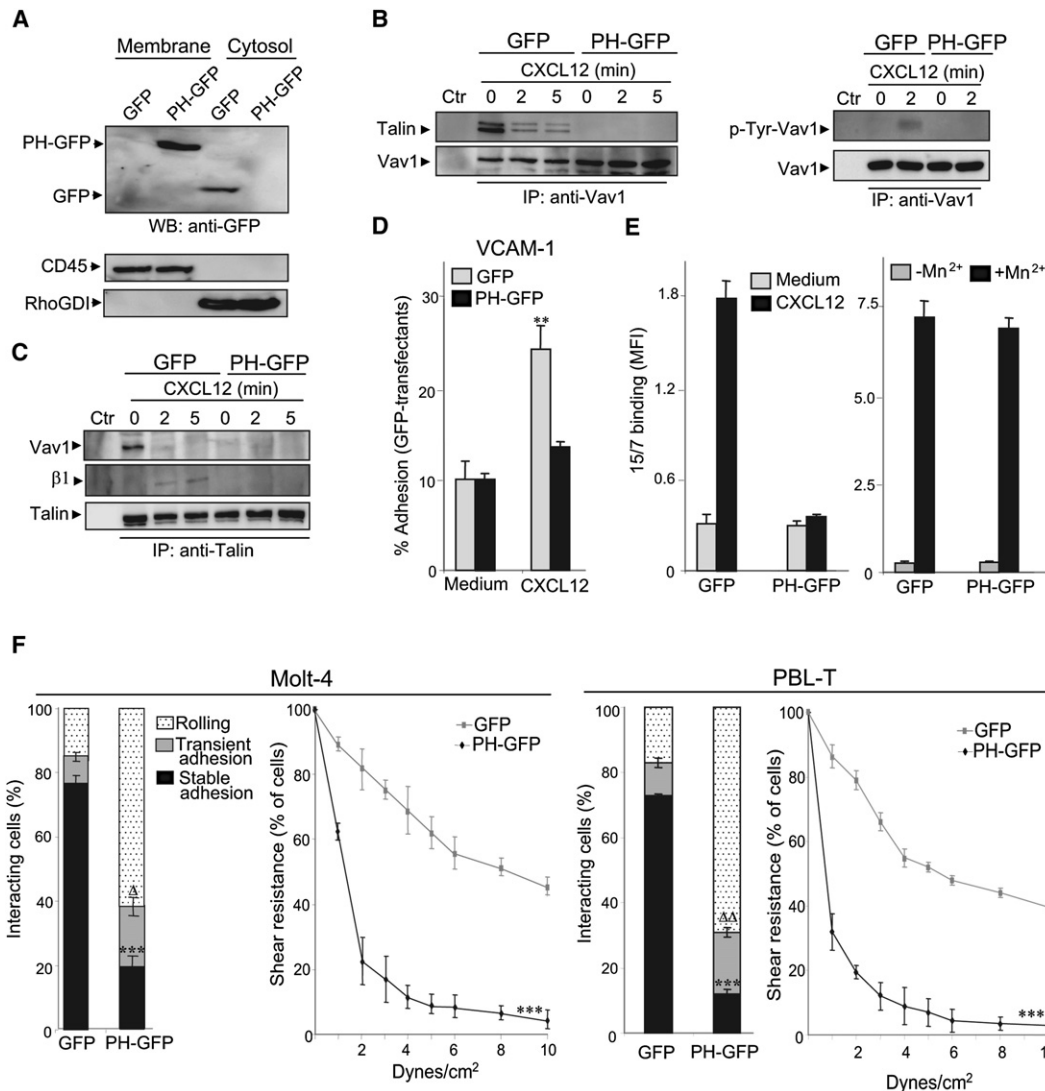 A
Membrane Cytosol
GFP PH-GFP GFP PH-GFP
PH-GFP
GFP
WB: anti-GFP
CD45
RhoGDI
B
GFP PH-GFP
CXCL12 (min)
Ctr 0 2 5 0 2 5
Talin
Vav1
IP: anti-Vav1
GFP PH-GFP
CXCL12 (min)
Ctr 0 2 0 2
p-Tyr-Vav1
Vav1
IP: anti-Vav1
C
GFP PH-GFP
CXCL12 (min)
Ctr 0 2 5 0 2 5
Vav1
β1
Talin
IP: anti-Talin
D
VCAM-1
GFP
PH-GFP
% Adhesion (GFP-transfectants)
30
20
10
0
**
Medium CXCL12
E
Medium
CXCL12
15/7 binding (MFI)
1.8
1.2
0.6
0
GFP PH-GFP
-Mn²⁺ +Mn²⁺
7.5
5.0
2.5
0
GFP PH-GFP
F
Molt-4
Interacting cells (%)
100
80
60
40
20
0
Rolling
Transient adhesion
Stable adhesion
Δ
***
GFP PH-GFP
Shear resistance (% of cells)
100
80
60
40
20
0
GFP
PH-GFP
***
2 4 6 8 10
Dynes/cm²
PBL-T
Interacting cells (%)
100
80
60
40
20
0
ΔΔ
***
GFP PH-GFP
Shear resistance (% of cells)
100
80
60
40
20
0
GFP
PH-GFP
***
2 4 6 8 1
Dynes/cm²